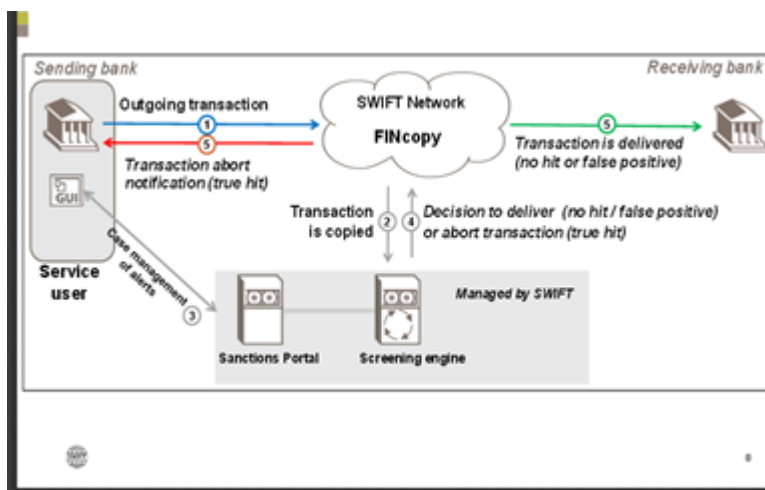 Sending bank
Receiving bank
Outgoing transaction
SWIFT Network
FINcopy
1
5
5
Transaction abort
notification (true hit)
Transaction is delivered
(no hit or false positive)
GUI
Transaction
is copied
2
4
Decision to deliver (no hit / false positive)
or abort transaction (true hit)
Case management
of alerts
3
Service
user
Managed by SWIFT
Sanctions Portal
Screening engine